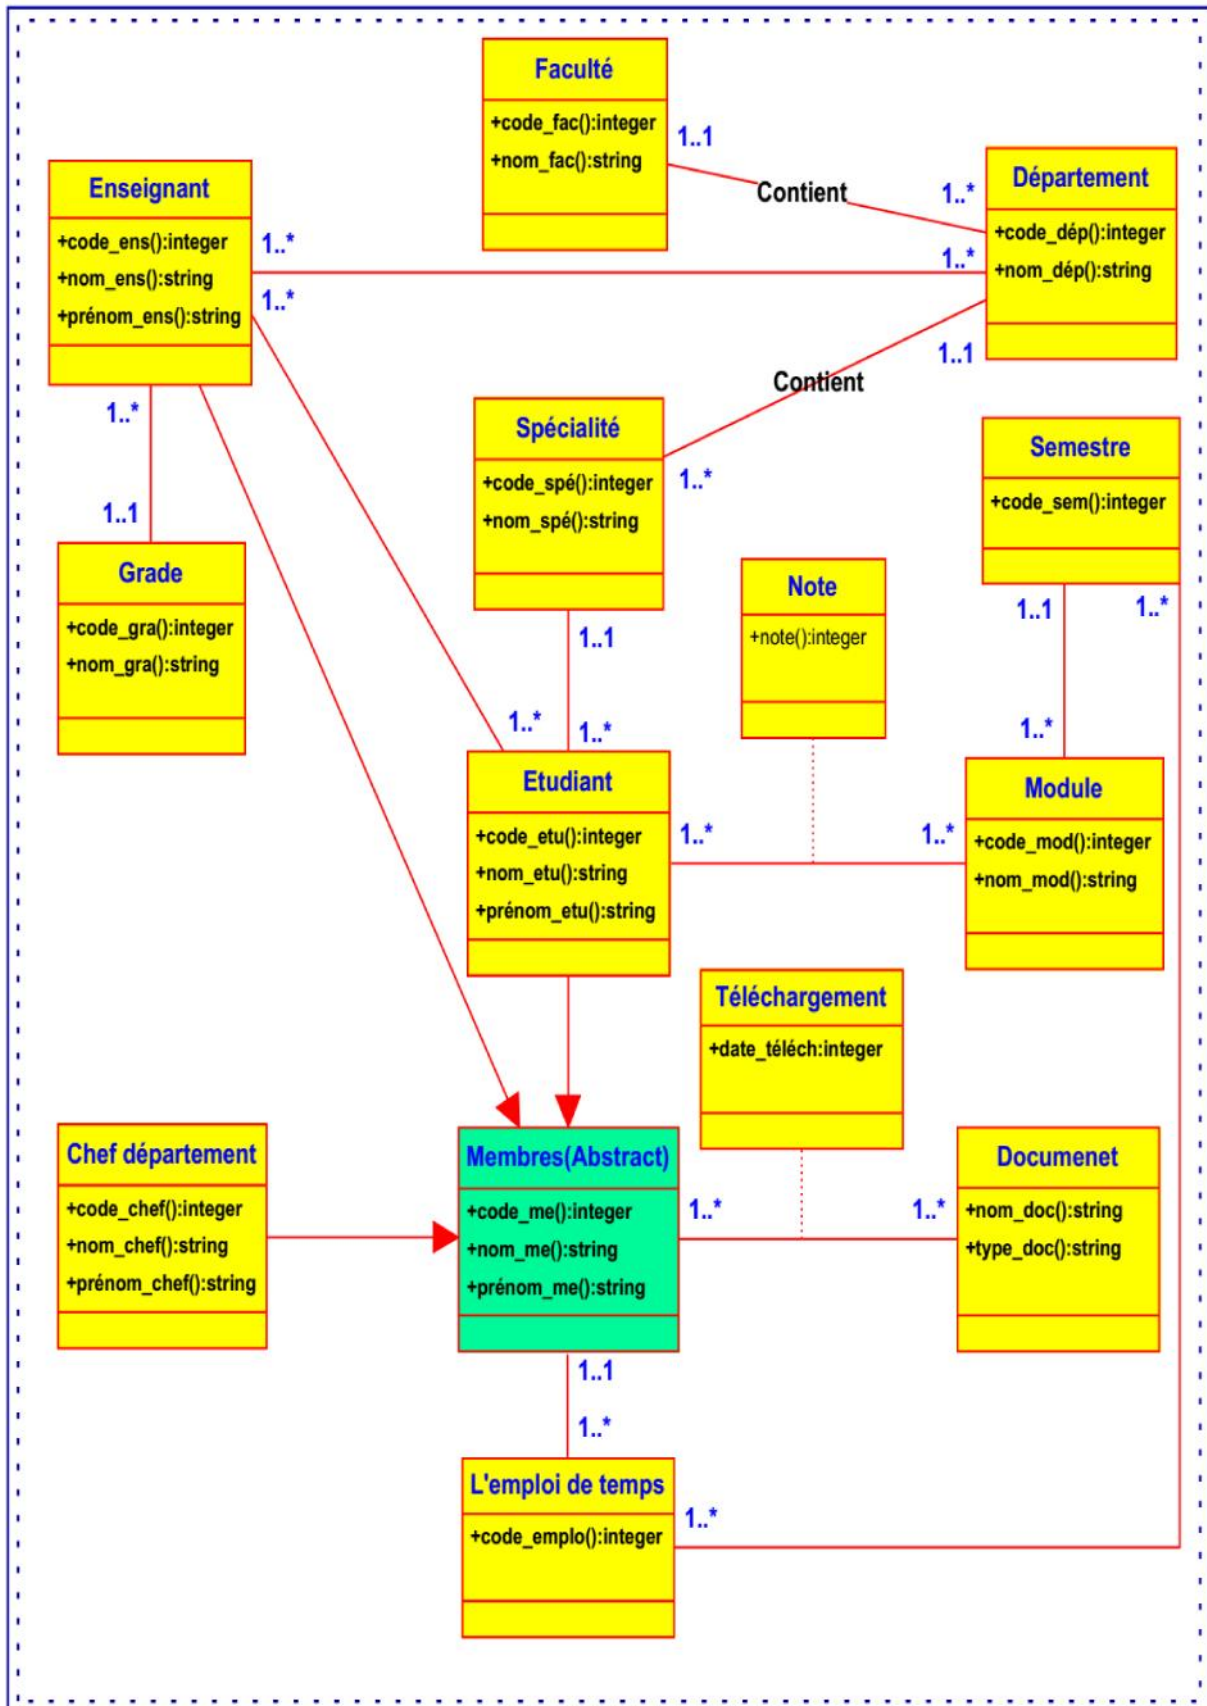 Faculté
+code_fac():integer
+nom_fac():string
1..1
Contient
1..*
Département
+code_dép():integer
+nom_dép():string
Enseignant
+code_ens():integer
+nom_ens():string
+prénom_ens():string
1..*
1..*
1..*
1..1
Contient
1..*
1..1
Grade
+code_gra():integer
+nom_gra():string
Spécialité
+code_spé():integer
+nom_spé():string
1..*
Semestre
+code_sem():integer
1..1
1..*
1..1
Note
+note():integer
1..*
1..*
1..*
Etudiant
+code_etu():integer
+nom_etu():string
+prénom_etu():string
1..*
1..*
Module
+code_mod():integer
+nom_mod():string
Téléchargement
+date_téléch:integer
Chef département
+code_chef():integer
+nom_chef():string
+prénom_chef():string
Membres(Abstract)
+code_me():integer
+nom_me():string
+prénom_me():string
1..*
1..*
Documenet
+nom_doc():string
+type_doc():string
1..1
1..*
L'emploi de temps
+code_emplo():integer
1..*